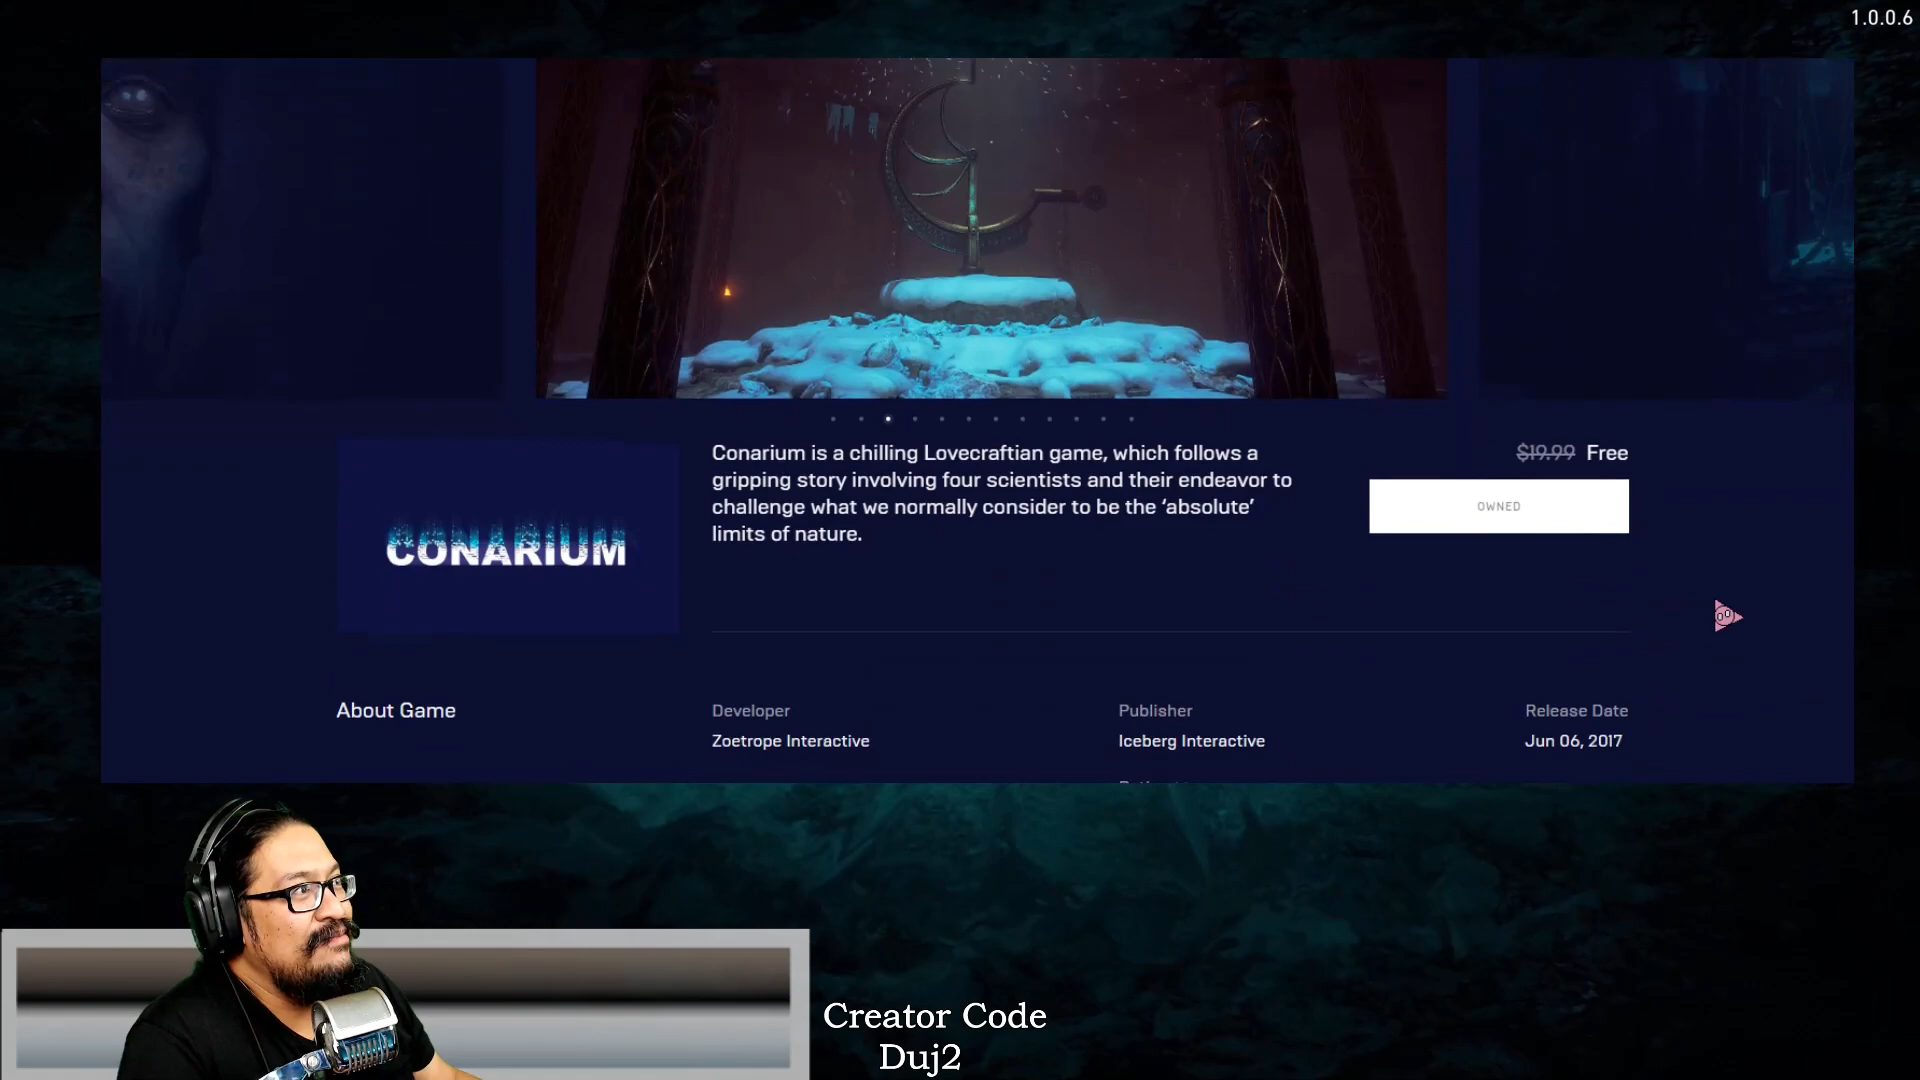 1.0.0.6
Conarium is a chilling Lovecraftian game, which follows a
gripping story involving four scientists and their endeavor to
challenge what we normally consider to be the ‘absolute’
limits of nature.
$19.99 Free
OWNED
CONARIUM
About Game
Developer
Zoetrope Interactive
Publisher
Iceberg Interactive
Release Date
Jun 06, 2017
Creator Code
Duj2